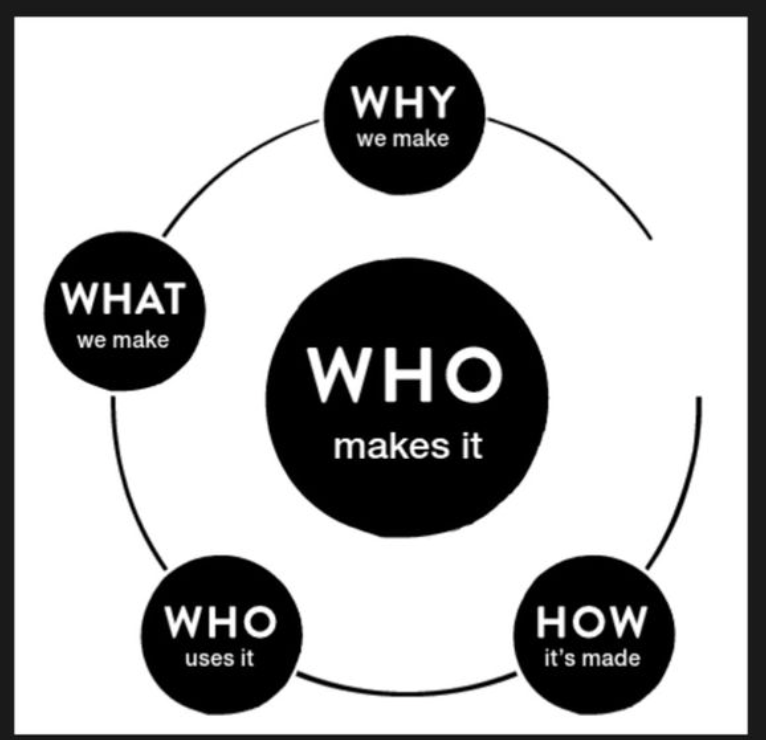 WHY
we make
WHAT
we make
WHO
makes it
WHO
uses it
HOW
it's made